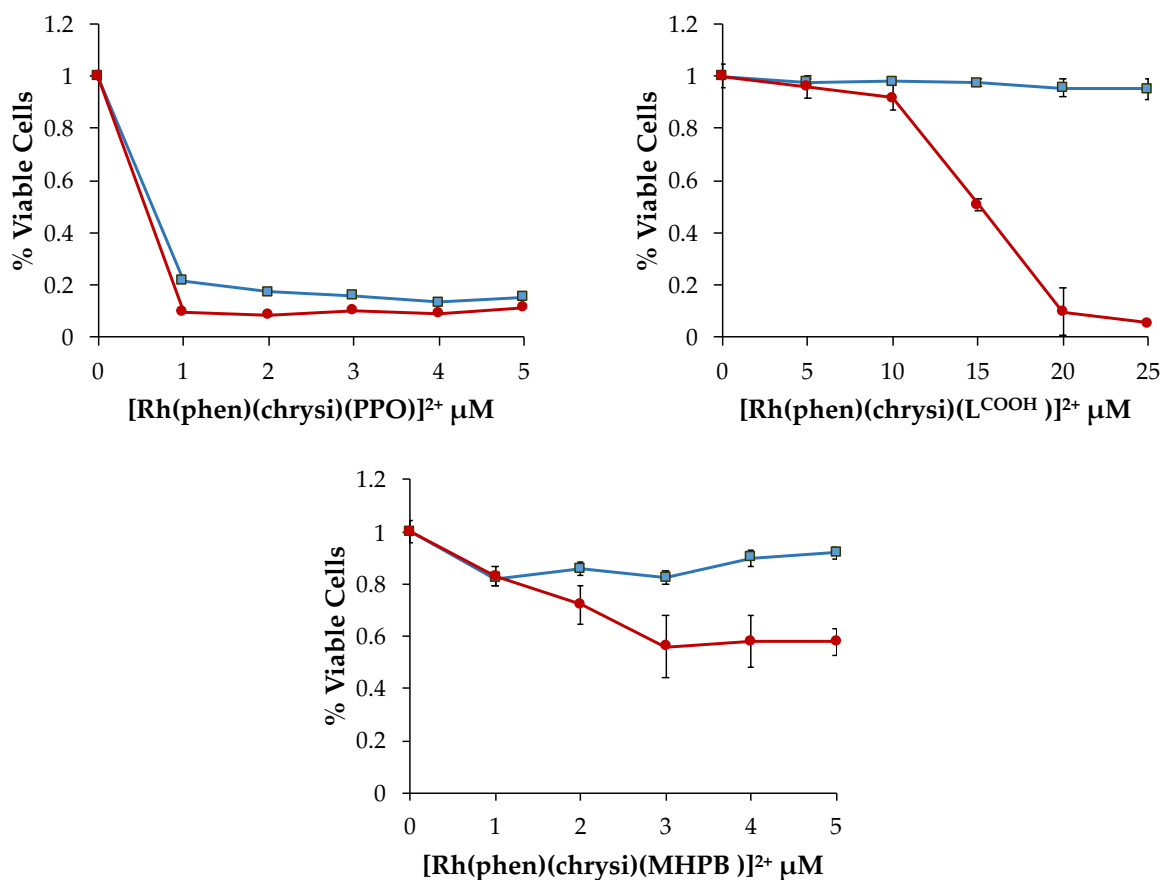 1.2
1
0.8
0.6
0.4
0.2
0
% Viable Cells
0 1 2 3 4 5
[Rh(phen)(chrysi)(PPO)]²⁺ μM
1.2
1
0.8
0.6
0.4
0.2
0
% Viable Cells
0 5 10 15 20 25
[Rh(phen)(chrysi)(Lᶜᴼᴼᴴ )]²⁺ μM
1.2
1
0.8
0.6
0.4
0.2
0
% Viable Cells
0 1 2 3 4 5
[Rh(phen)(chrysi)(MHPB )]²⁺ μM